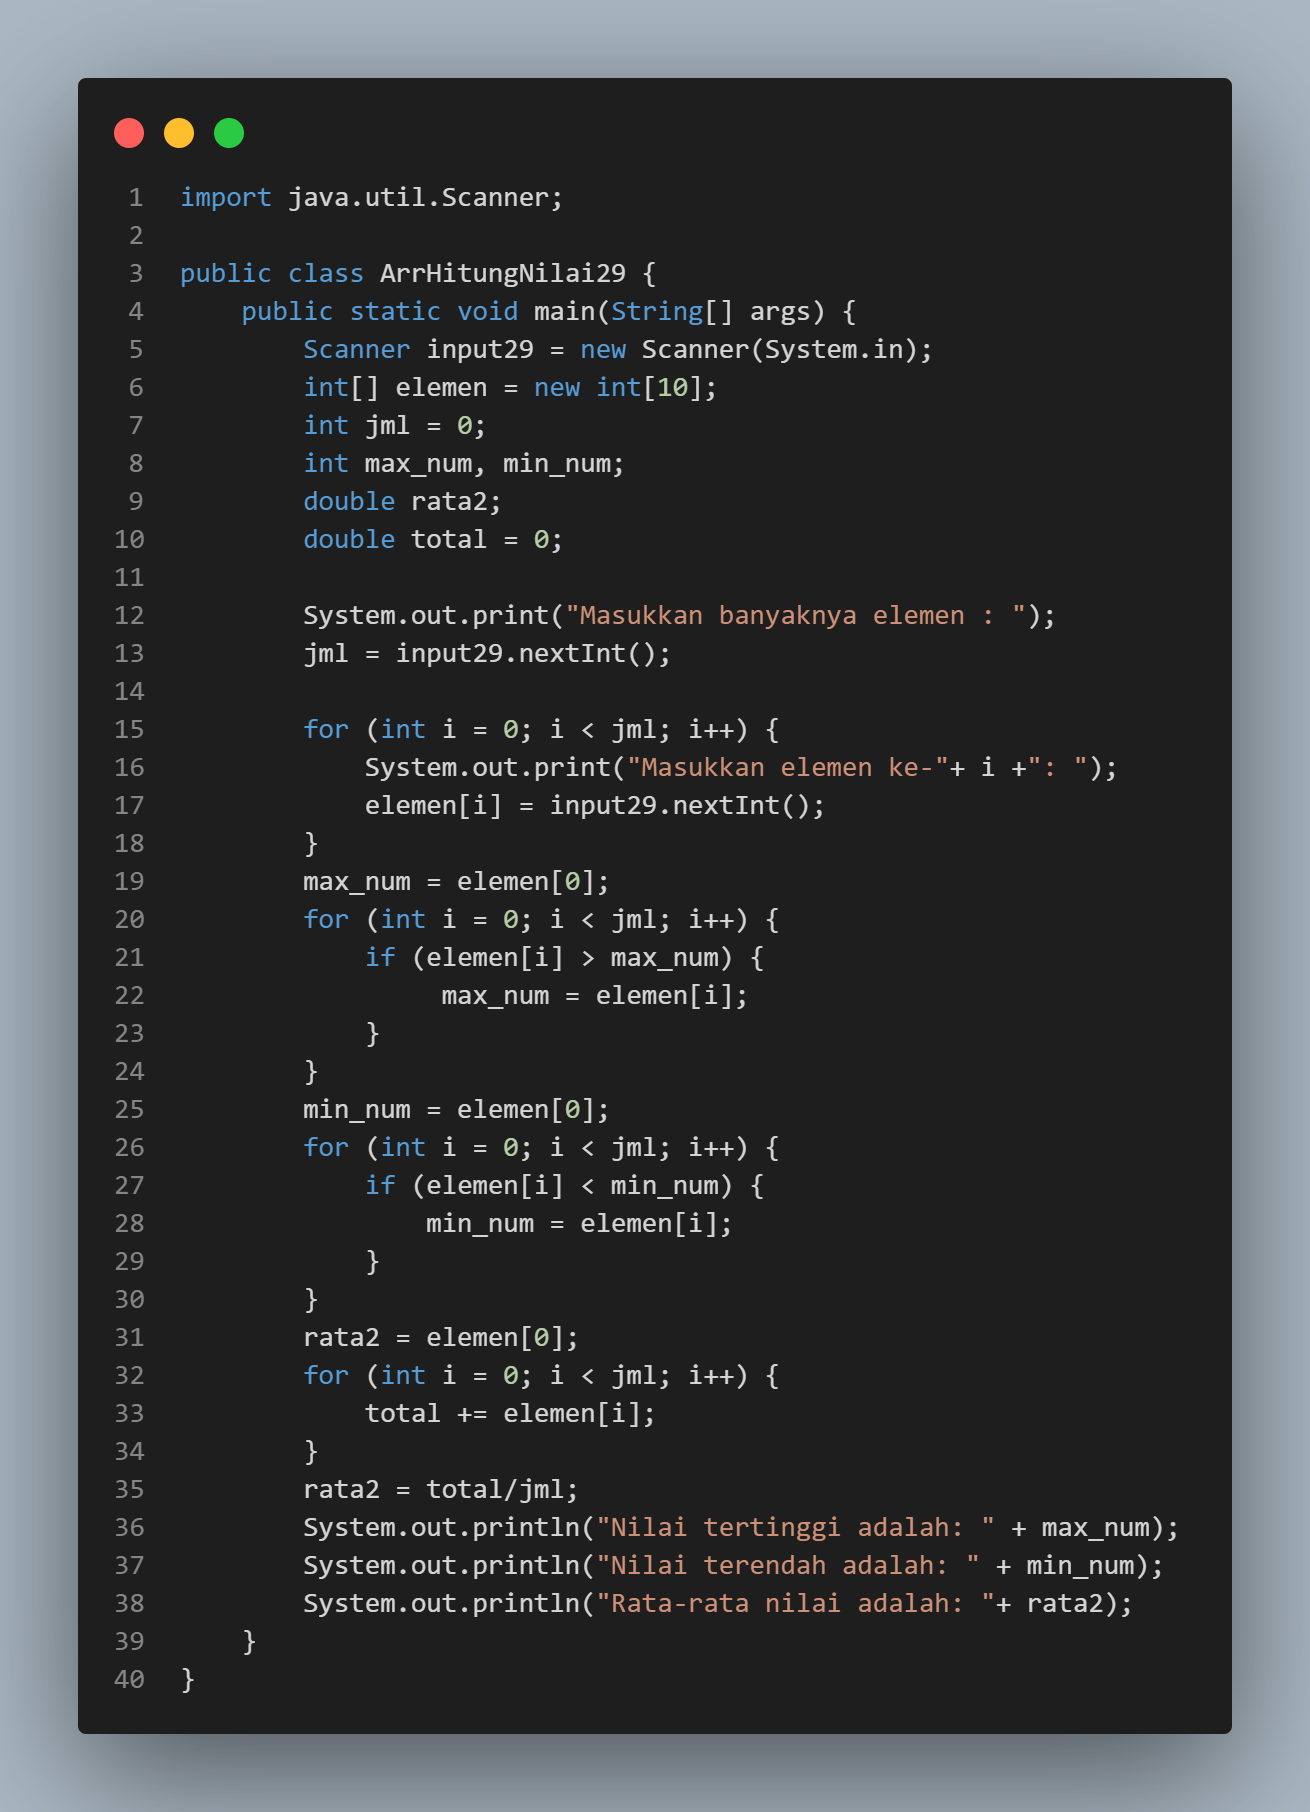 1 import java.util.Scanner;
2
3 public class ArrHitungNilai29 {
4     public static void main(String[] args) {
5         Scanner input29 = new Scanner(System.in);
6         int[] elemen = new int[10];
7         int jml = 0;
8         int max_num, min_num;
9         double rata2;
10         double total = 0;
11
12         System.out.print("Masukkan banyaknya elemen : ");
13         jml = input29.nextInt();
14
15         for (int i = 0; i < jml; i++) {
16             System.out.print("Masukkan elemen ke-"+ i +": ");
17             elemen[i] = input29.nextInt();
18         }
19         max_num = elemen[0];
20         for (int i = 0; i < jml; i++) {
21             if (elemen[i] > max_num) {
22                  max_num = elemen[i];
23             }
24         }
25         min_num = elemen[0];
26         for (int i = 0; i < jml; i++) {
27             if (elemen[i] < min_num) {
28                 min_num = elemen[i];
29             }
30         }
31         rata2 = elemen[0];
32         for (int i = 0; i < jml; i++) {
33             total += elemen[i];
34         }
35         rata2 = total/jml;
36         System.out.println("Nilai tertinggi adalah: " + max_num);
37         System.out.println("Nilai terendah adalah: " + min_num);
38         System.out.println("Rata-rata nilai adalah: "+ rata2);
39     }
40 }